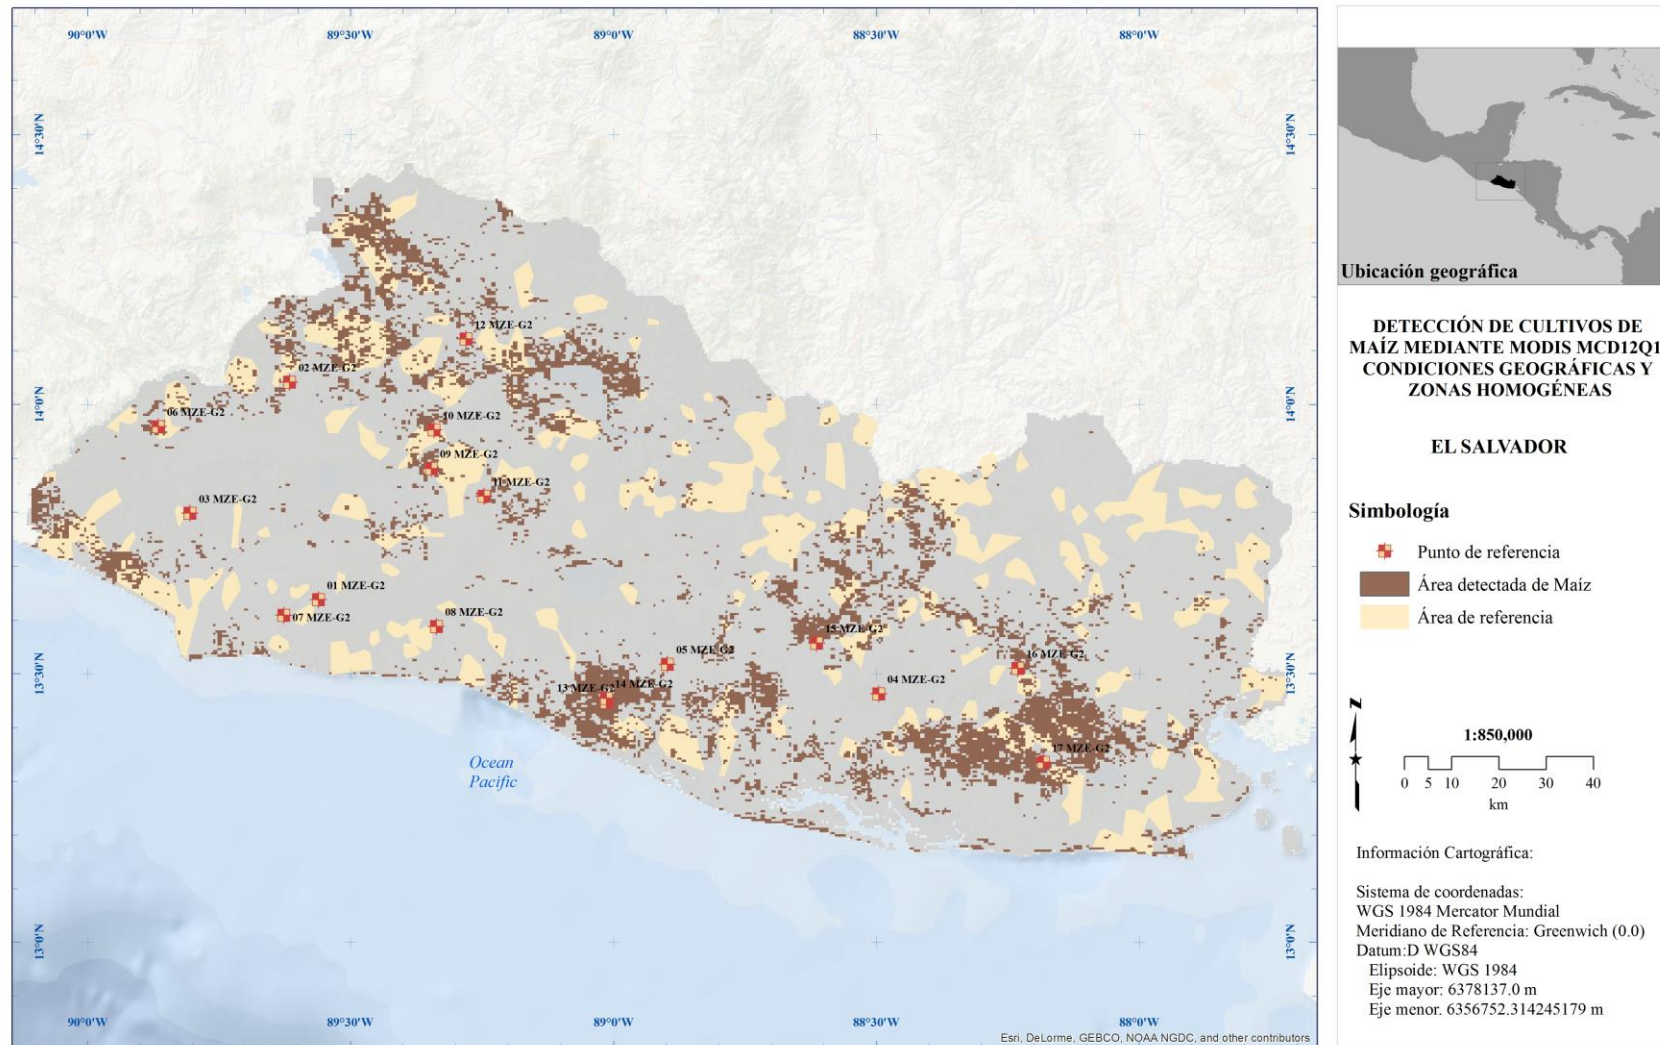 90°0'W 89°30'W 89°0'W 88°30'W 88°0'W
14°30'N 14°30'N
12 MZE-G2
02 MZE-G2
14°0'N 14°0'N
06 MZE-G2
10 MZE-G2
09 MZE-G2
11 MZE-G2
03 MZE-G2
01 MZE-G2
07 MZE-G2
08 MZE-G2
15 MZE-G2
05 MZE-G2
16 MZE-G2
13°30'N 13°30'N
04 MZE-G2
13 MZE-G2
14 MZE-G2
17 MZE-G2
Ocean
Pacific
13°0'N 13°0'N
90°0'W 89°30'W 89°0'W 88°30'W 88°0'W
Esri, DeLorme, GEBCO, NOAA NGDC, and other contributors
Ubicación geográfica
DETECCIÓN DE CULTIVOS DE
MAÍZ MEDIANTE MODIS MCD12Q1
CONDICIONES GEOGRÁFICAS Y
ZONAS HOMOGÉNEAS
EL SALVADOR
Simbología
Punto de referencia
Área detectada de Maíz
Área de referencia
N
1:850,000
0 5 10 20 30 40
km
Información Cartográfica:
Sistema de coordenadas:
WGS 1984 Mercator Mundial
Meridiano de Referencia: Greenwich (0.0)
Datum:D WGS84
Elipsoide: WGS 1984
Eje mayor: 6378137.0 m
Eje menor. 6356752.314245179 m